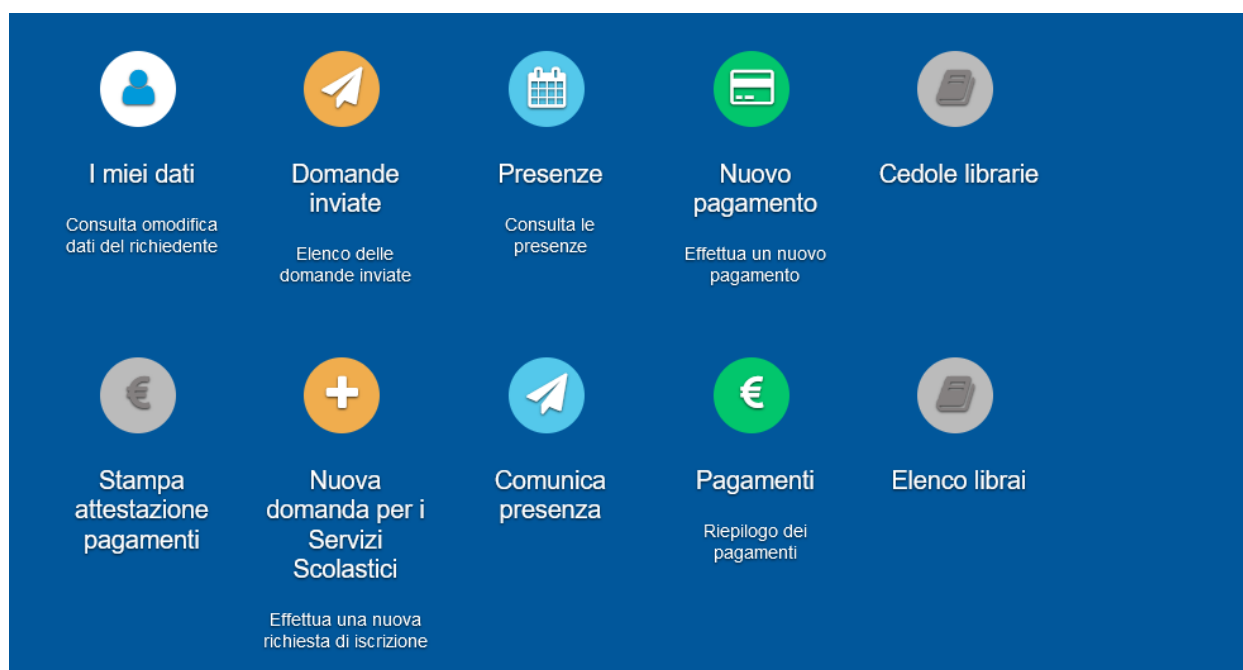 I miei dati
Consulta omodifica
dati del richiedente
Domande
inviate
Elenco delle
domande inviate
Presenze
Consulta le
presenze
Nuovo
pagamento
Effettua un nuovo
pagamento
Cedole librarie
€
Stampa
attestazione
pagamenti
Nuova
domanda per i
Servizi
Scolastici
Effettua una nuova
richiesta di iscrizione
Comunica
presenza
€
Pagamenti
Riepilogo dei
pagamenti
Elenco librai